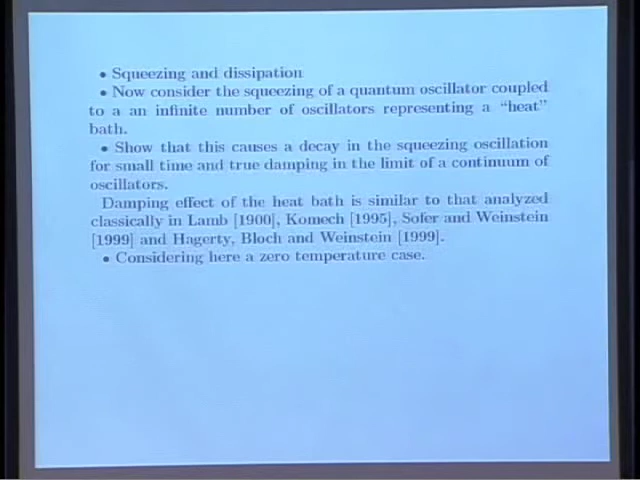 • Squeezing and dissipation
• Now consider the squeezing of a quantum oscillator coupled
to a an infinite number of oscillators representing a “heat”
bath.
• Show that this causes a decay in the squeezing oscillation
for small time and true damping in the limit of a continuum of
oscillators.
Damping effect of the heat bath is similar to that analyzed
classically in Lamb [1900], Komech [1995], Sofer and Weinstein
[1999] and Hagerty, Bloch and Weinstein [1999].
• Considering here a zero temperature case.